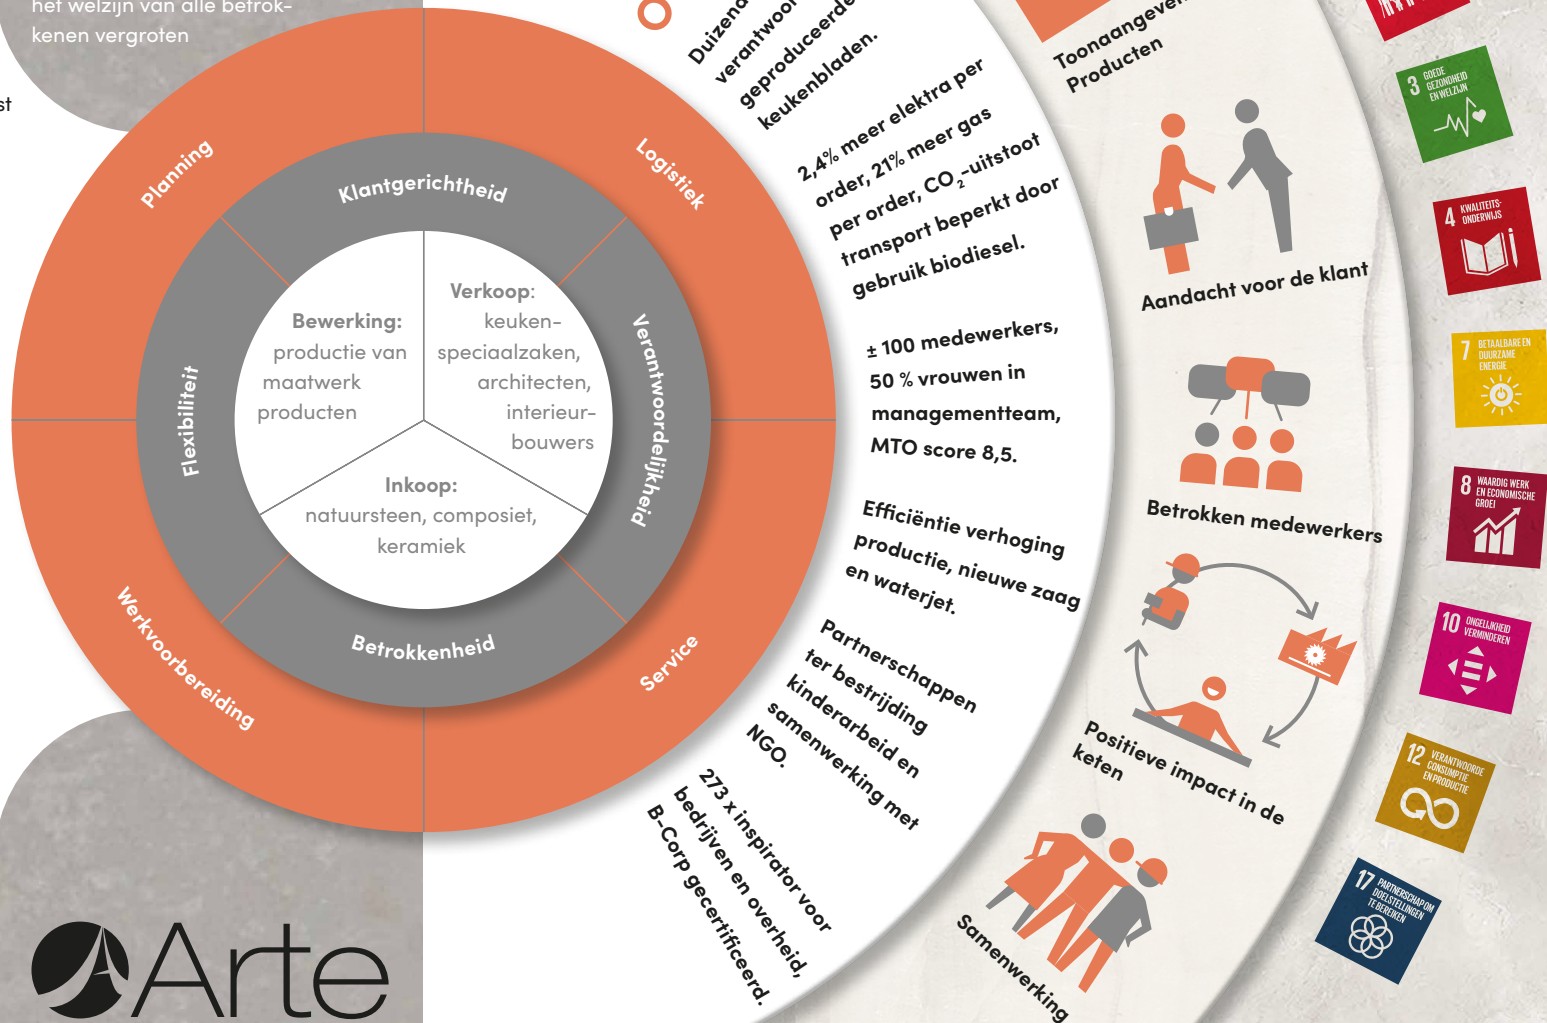 het welzijn van alle betrok-
kenen vergroten
st
Planning
Logistiek
Werkvoorbereiding
Service
Klantgerichtheid
Flexibiliteit
Verantwoordelijkheid
Betrokkenheid
Bewerking:
productie van
maatwerk
producten
Verkoop:
keuken-
speciaalzaken,
architecten,
interieur-
bouwers
Inkoop:
natuursteen, composiet,
keramiek
verantwoor
geproduceerde
keukenbladen.
2,4% meer elektra per
order, 21% meer gas
per order, CO₂-uitstoot
transport beperkt door
gebruik biodiesel.
± 100 medewerkers,
50 % vrouwen in
managementteam,
MTO score 8,5.
Efficiëntie verhoging
productie, nieuwe zaag
en waterjet.
Partnerschappen
ter bestrijding
kinderarbeid en
samenwerking met
NGO.
273 x inspirator voor
bedrijven en overheid,
B-Corp gecertificeerd.
Toonaangeven
Producten
Aandacht voor de klant
Betrokken medewerkers
Positieve impact in de
keten
Samenwerking
3 GOEDE
GEZONDHEID
EN WELZIJN
4 KWALITEITS-
ONDERWIJS
7 BETAALBARE EN
DUURZAME
ENERGIE
8 WAARDIG WERK
EN ECONOMISCHE
GROEI
10 ONGELIJKHEID
VERMINDEREN
12 VERANTWOORDE
CONSUMPTIE
EN PRODUCTIE
17 PARTNERSCHAP OM
DOELSTELLINGEN
TE BEREIKEN
Arte